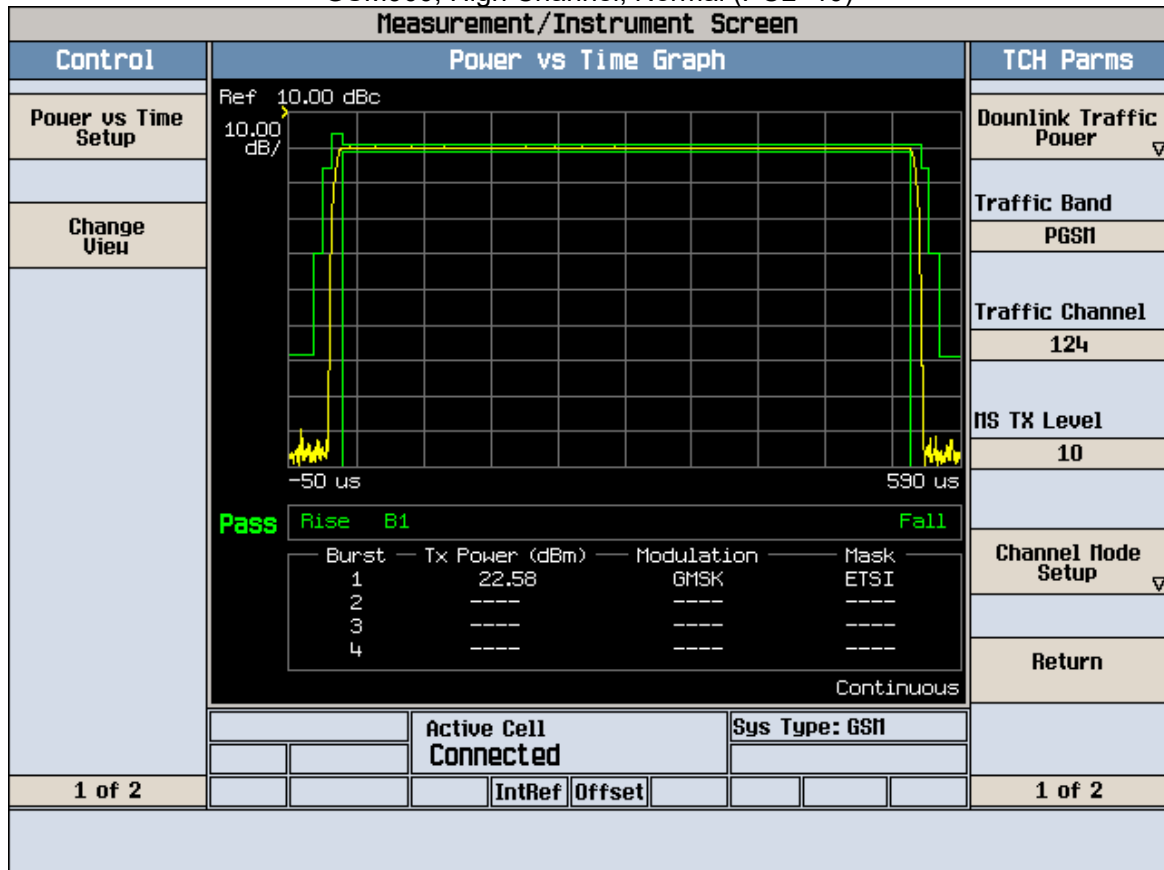 Measurement/Instrument Screen
Control
Power vs Time Graph
TCH Parms
Power vs Time
Setup
Change
View
1 of 2
Ref 10.00 dBc
10.00
dB/
-50 us
590 us
Pass
Rise B1
Fall
Burst Tx Power (dBm) Modulation Mask
1 22.58 GMSK ETSI
2 ---- ---- ----
3 ---- ---- ----
4 ---- ---- ----
Continuous
Active Cell
Connected
Sys Type: GSM
IntRef Offset
Downlink Traffic
Power
Traffic Band
PGSM
Traffic Channel
124
MS TX Level
10
Channel Mode
Setup
Return
1 of 2